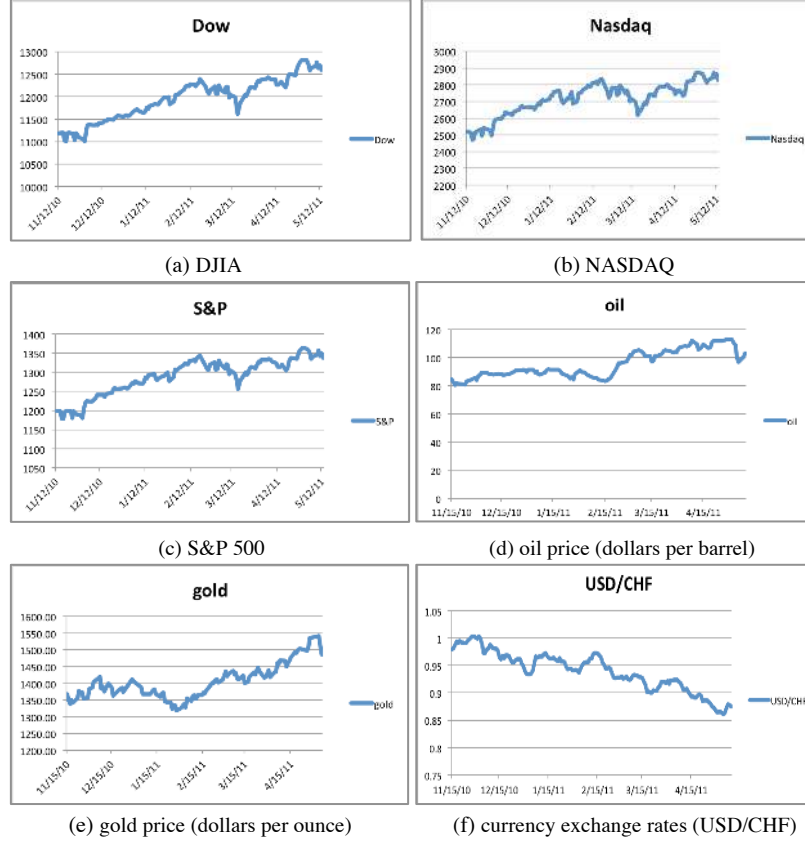 Dow
13000
12500
12000
11500
11000
10500
10000
Dow
11/12/10 12/12/10 1/12/11 2/12/11 3/12/11 4/12/11 5/12/11
(a) DJIA
Nasdaq
3000
2900
2800
2700
2600
2500
2400
2300
2200
Nasdaq
11/12/10 12/12/10 1/12/11 2/12/11 3/12/11 4/12/11 5/12/11
(b) NASDAQ
S&P
1400
1350
1300
1250
1200
1150
1100
1050
S&P
11/12/10 12/12/10 1/12/11 2/12/11 3/12/11 4/12/11 5/12/11
(c) S&P 500
oil
120
100
80
60
40
20
0
oil
11/15/10 12/15/10 1/15/11 2/15/11 3/15/11 4/15/11
(d) oil price (dollars per barrel)
gold
1600.00
1550.00
1500.00
1450.00
1400.00
1350.00
1300.00
1250.00
1200.00
gold
11/15/10 12/15/10 1/15/11 2/15/11 3/15/11 4/15/11
(e) gold price (dollars per ounce)
USD/CHF
1.05
1
0.95
0.9
0.85
0.8
0.75
USD/CHF
11/15/10 12/15/10 1/15/11 2/15/11 3/15/11 4/15/11
(f) currency exchange rates (USD/CHF)